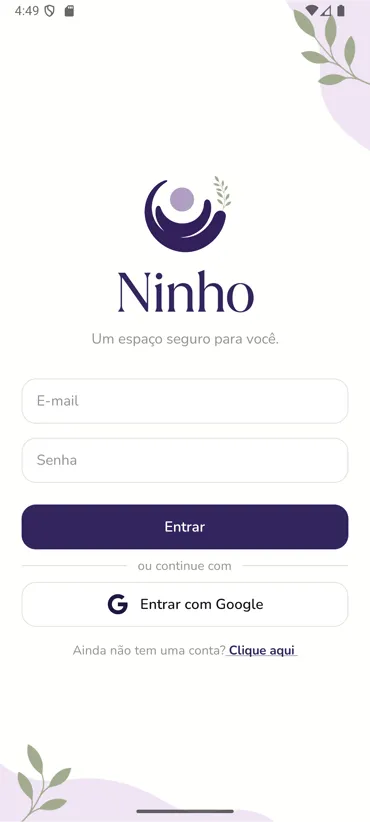 4:49
Ninho
Um espaço seguro para você.
E-mail
Senha
Entrar
ou continue com
G Entrar com Google
Ainda não tem uma conta? Clique aqui